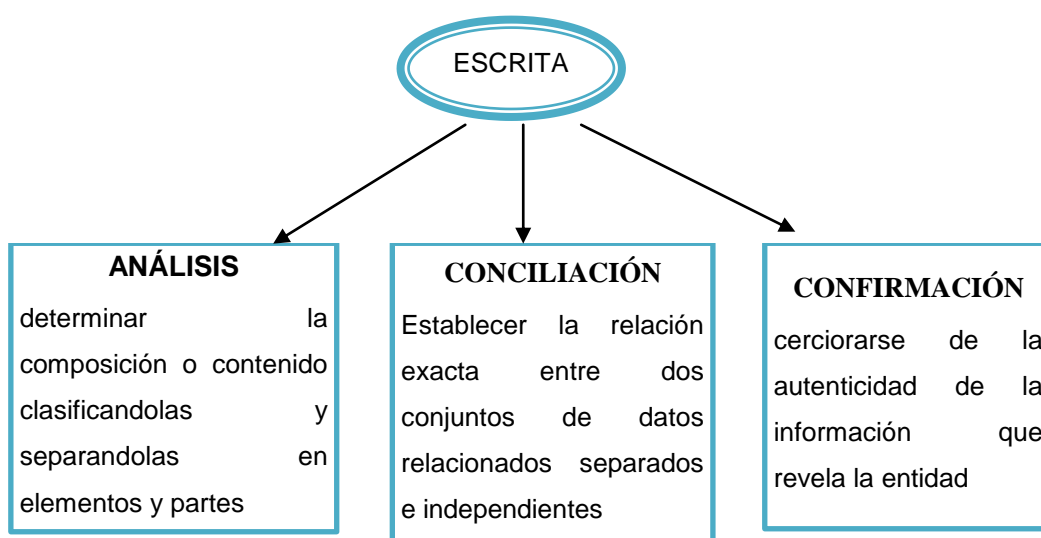 ESCRITA
ANÁLISIS
determinar la
composición o contenido
clasificandolas y
separandolas en
elementos y partes
CONCILIACIÓN
Establecer la relación
exacta entre dos
conjuntos de datos
relacionados separados
e independientes
CONFIRMACIÓN
cerciorarse de la
autenticidad de la
información que
revela la entidad